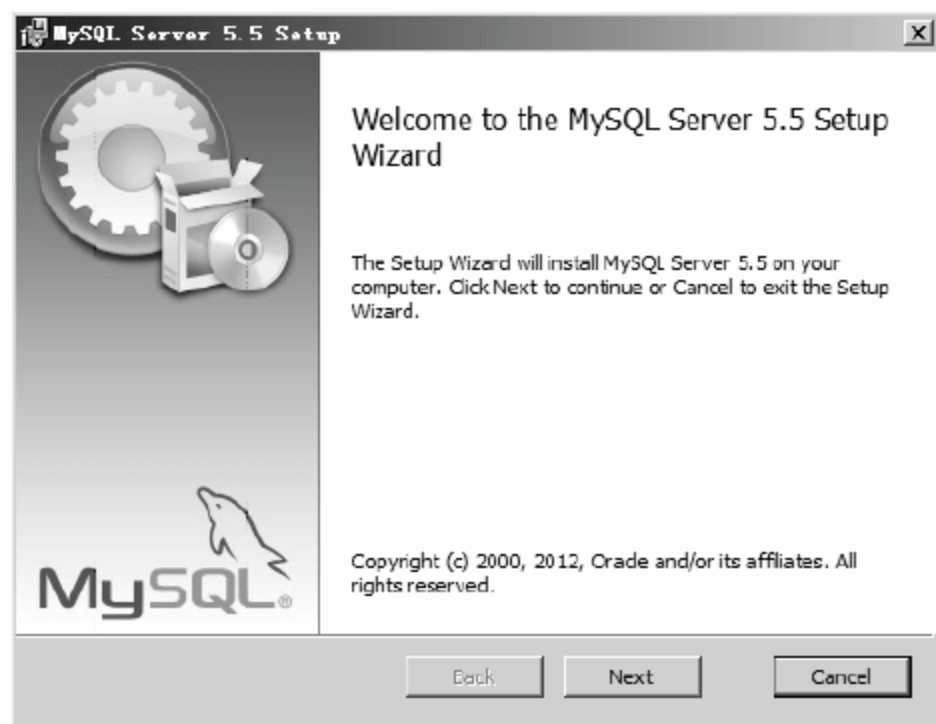 MySQL Server 5.5 Setup
Welcome to the MySQL Server 5.5 Setup
Wizard
The Setup Wizard will install MySQL Server 5.5 on your
computer. Click Next to continue or Cancel to exit the Setup
Wizard.
MySQL®
Copyright (c) 2000, 2012, Oracle and/or its affiliates. All
rights reserved.
Back
Next
Cancel